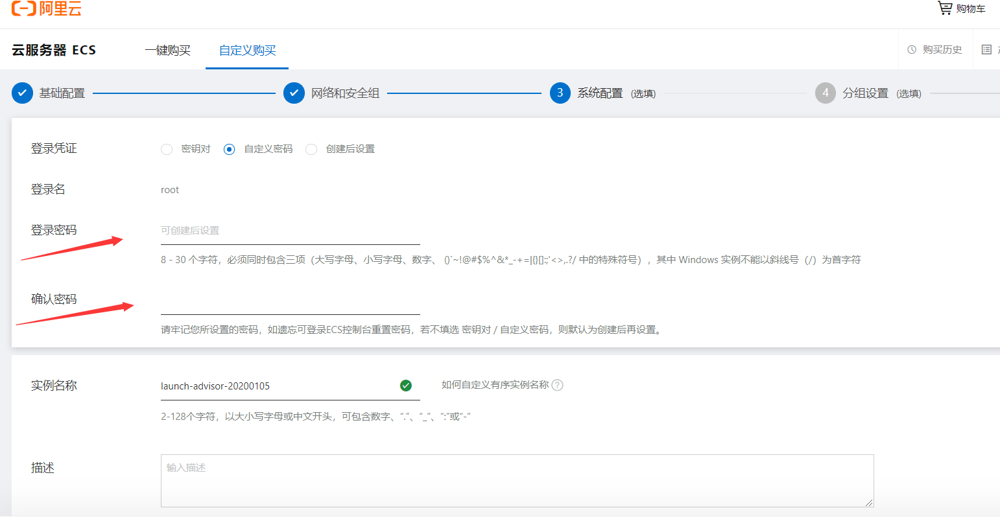 阿里云
购物车
云服务器 ECS 一键购买 自定义购买 购买历史
基础配置 网络和安全组 3 系统配置 (选填) 4 分组设置 (选填)
登录凭证 密钥对 自定义密码 创建后设置
登录名 root
登录密码 可创建后设置
8 - 30 个字符，必须同时包含三项（大写字母、小写字母、数字、 ()`~!@#$%^&*_-+=|{}[]:;'<>,.?/ 中的特殊符号），其中 Windows 实例不能以斜线号（/）为首字符
确认密码
请牢记您所设置的密码，如遗忘可登录ECS控制台重置密码，若不填选 密钥对 / 自定义密码，则默认为创建后再设置。
实例名称 launch-advisor-20200105 如何自定义有序实例名称 ?
2-128个字符，以大小写字母或中文开头，可包含数字、“.”、“_”、“:”或“-”
描述 输入描述